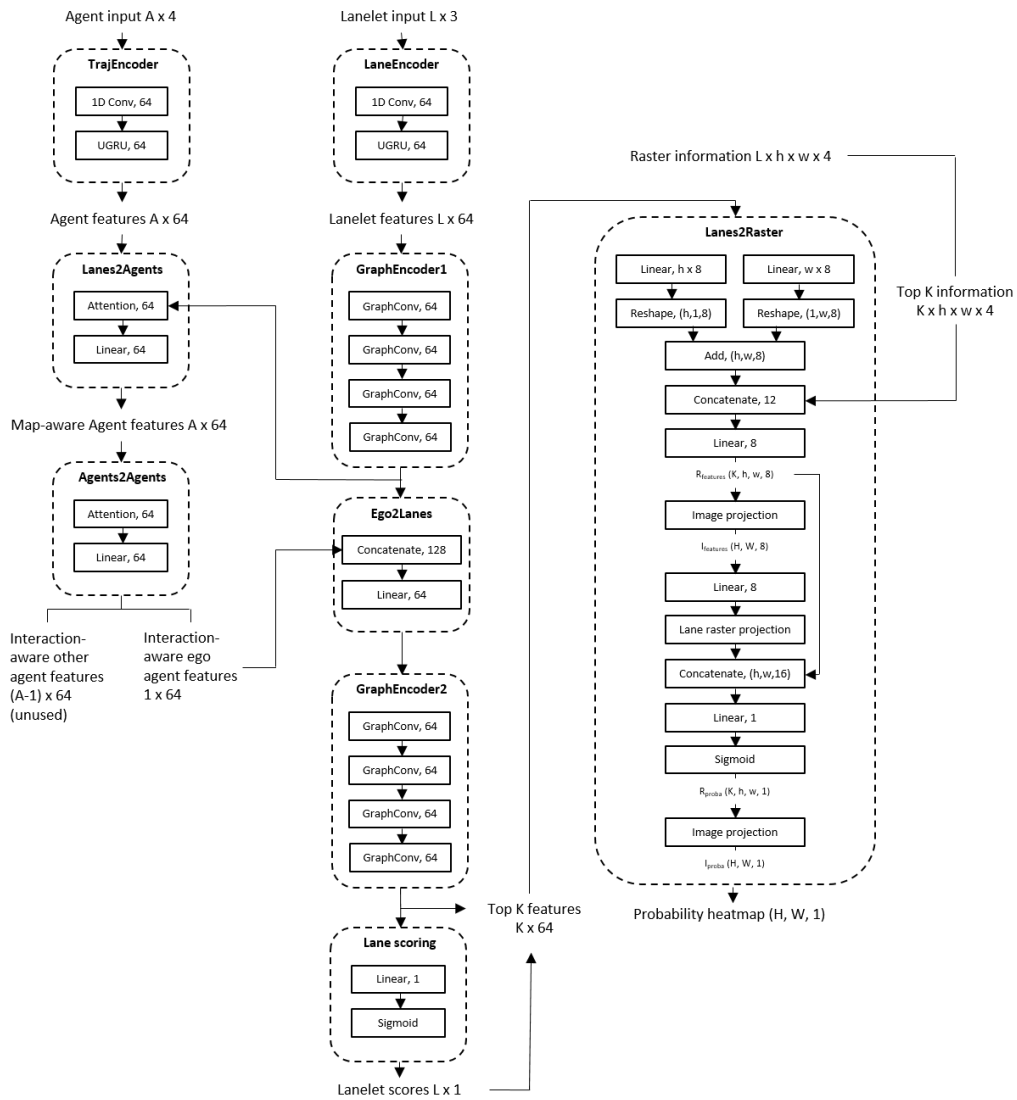 Agent input A x 4
TrajEncoder
1D Conv, 64
UGRU, 64
Agent features A x 64
Lanes2Agents
Attention, 64
Linear, 64
Map-aware Agent features A x 64
Agents2Agents
Attention, 64
Linear, 64
Interaction-
aware other
agent features
(A-1) x 64
(unused)
Interaction-
aware ego
agent features
1 x 64
Lanelet input L x 3
LaneEncoder
1D Conv, 64
UGRU, 64
Lanelet features L x 64
GraphEncoder1
GraphConv, 64
GraphConv, 64
GraphConv, 64
GraphConv, 64
Ego2Lanes
Concatenate, 128
Linear, 64
GraphEncoder2
GraphConv, 64
GraphConv, 64
GraphConv, 64
GraphConv, 64
Lane scoring
Linear, 1
Sigmoid
Lanelet scores L x 1
Top K features
K x 64
Raster information L x h x w x 4
Top K information
K x h x w x 4
Lanes2Raster
Linear, h x 8
Linear, w x 8
Reshape, (h,1,8)
Reshape, (1,w,8)
Add, (h,w,8)
Concatenate, 12
Linear, 8
Rfeatures (K, h, w, 8)
Image projection
Ifeatures (H, W, 8)
Linear, 8
Lane raster projection
Concatenate, (h,w,16)
Linear, 1
Sigmoid
Rproba (K, h, w, 1)
Image projection
Iproba (H, W, 1)
Probability heatmap (H, W, 1)